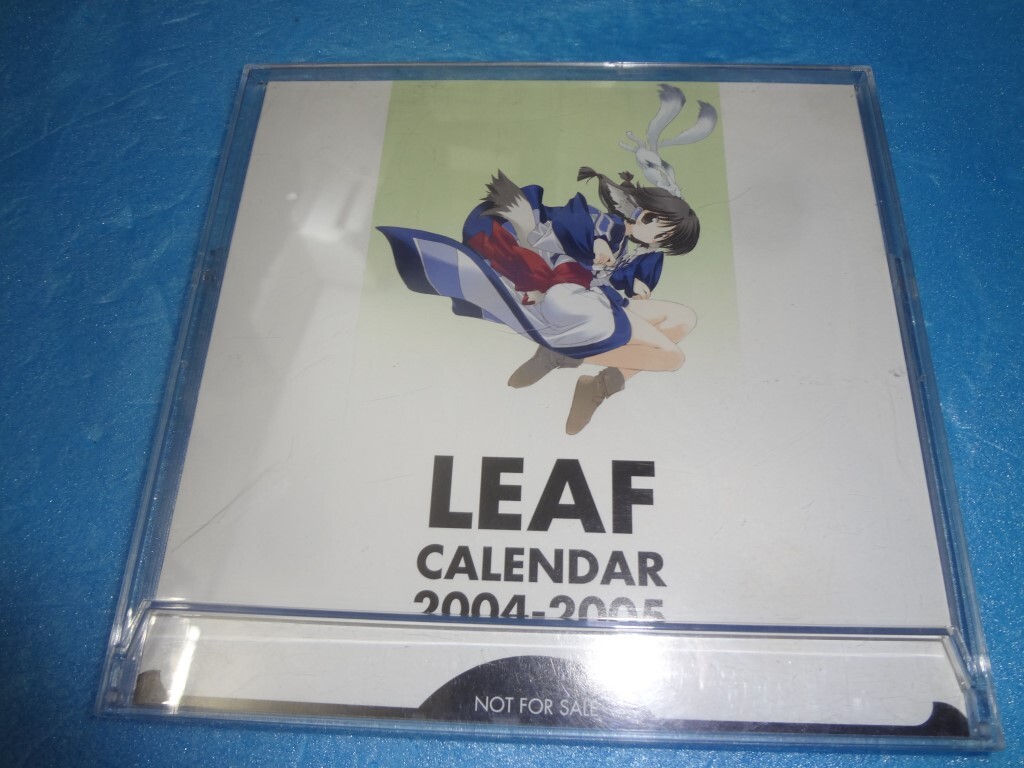 LEAF
CALENDAR
2004-2005
NOT FOR SALE